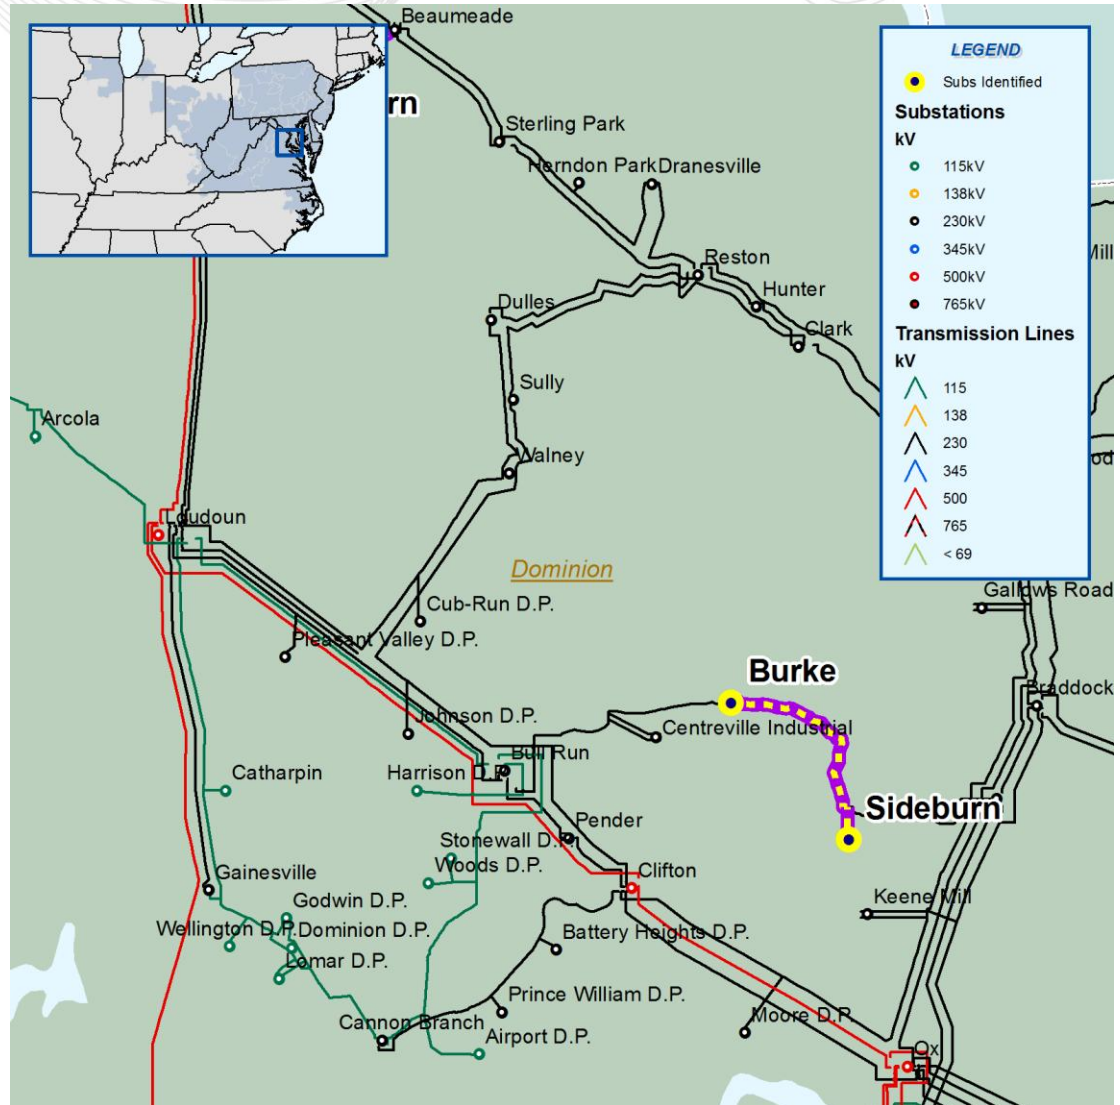 Beaumeade
rn
Sterling Park
Herndon Park
Dranesville
Reston
Hunter
Dulles
Clark
Sully
Walney
Arcola
Loudoun
Dominion
Cub-Run D.P.
Pleasant Valley D.P.
Gallows Road
Burke
Braddock
Johnson D.P.
Centreville Industrial
Bull Run
Harrison D.P.
Catharpin
Sideburn
Pender
Stonewall D.P.
Woods D.P.
Clifton
Gainesville
Godwin D.P.
Keene Mill
Wellington D.P.
Dominion D.P.
Battery Heights D.P.
Lomar D.P.
Prince William D.P.
Moore D.P.
Cannon Branch
Airport D.P.
Ox
LEGEND
Subs Identified
Substations
kV
115kV
138kV
230kV
345kV
500kV
765kV
Transmission Lines
kV
115
138
230
345
500
765
< 69
Mill
od